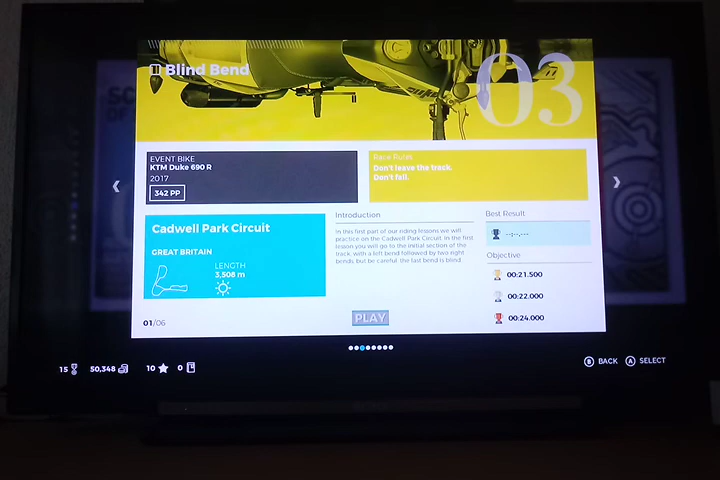 Blind Bend
03
EVENT BIKE
KTM Duke 690 R
2017
342 PP
Race Rules
Don't leave the track.
Don't fall.
Cadwell Park Circuit
GREAT BRITAIN
LENGTH
3,508 m
Introduction
In this first part of our riding lessons we will
practice on the Cadwell Park Circuit. In the first
lesson you will go to the initial section of the
track, with a left bend followed by two right
bends, but be careful: the last bend is blind.
Best Result
--:--.---
Objective
00:21.500
00:22.000
00:24.000
01/06
PLAY
15
50,348
10
0
B BACK
A SELECT